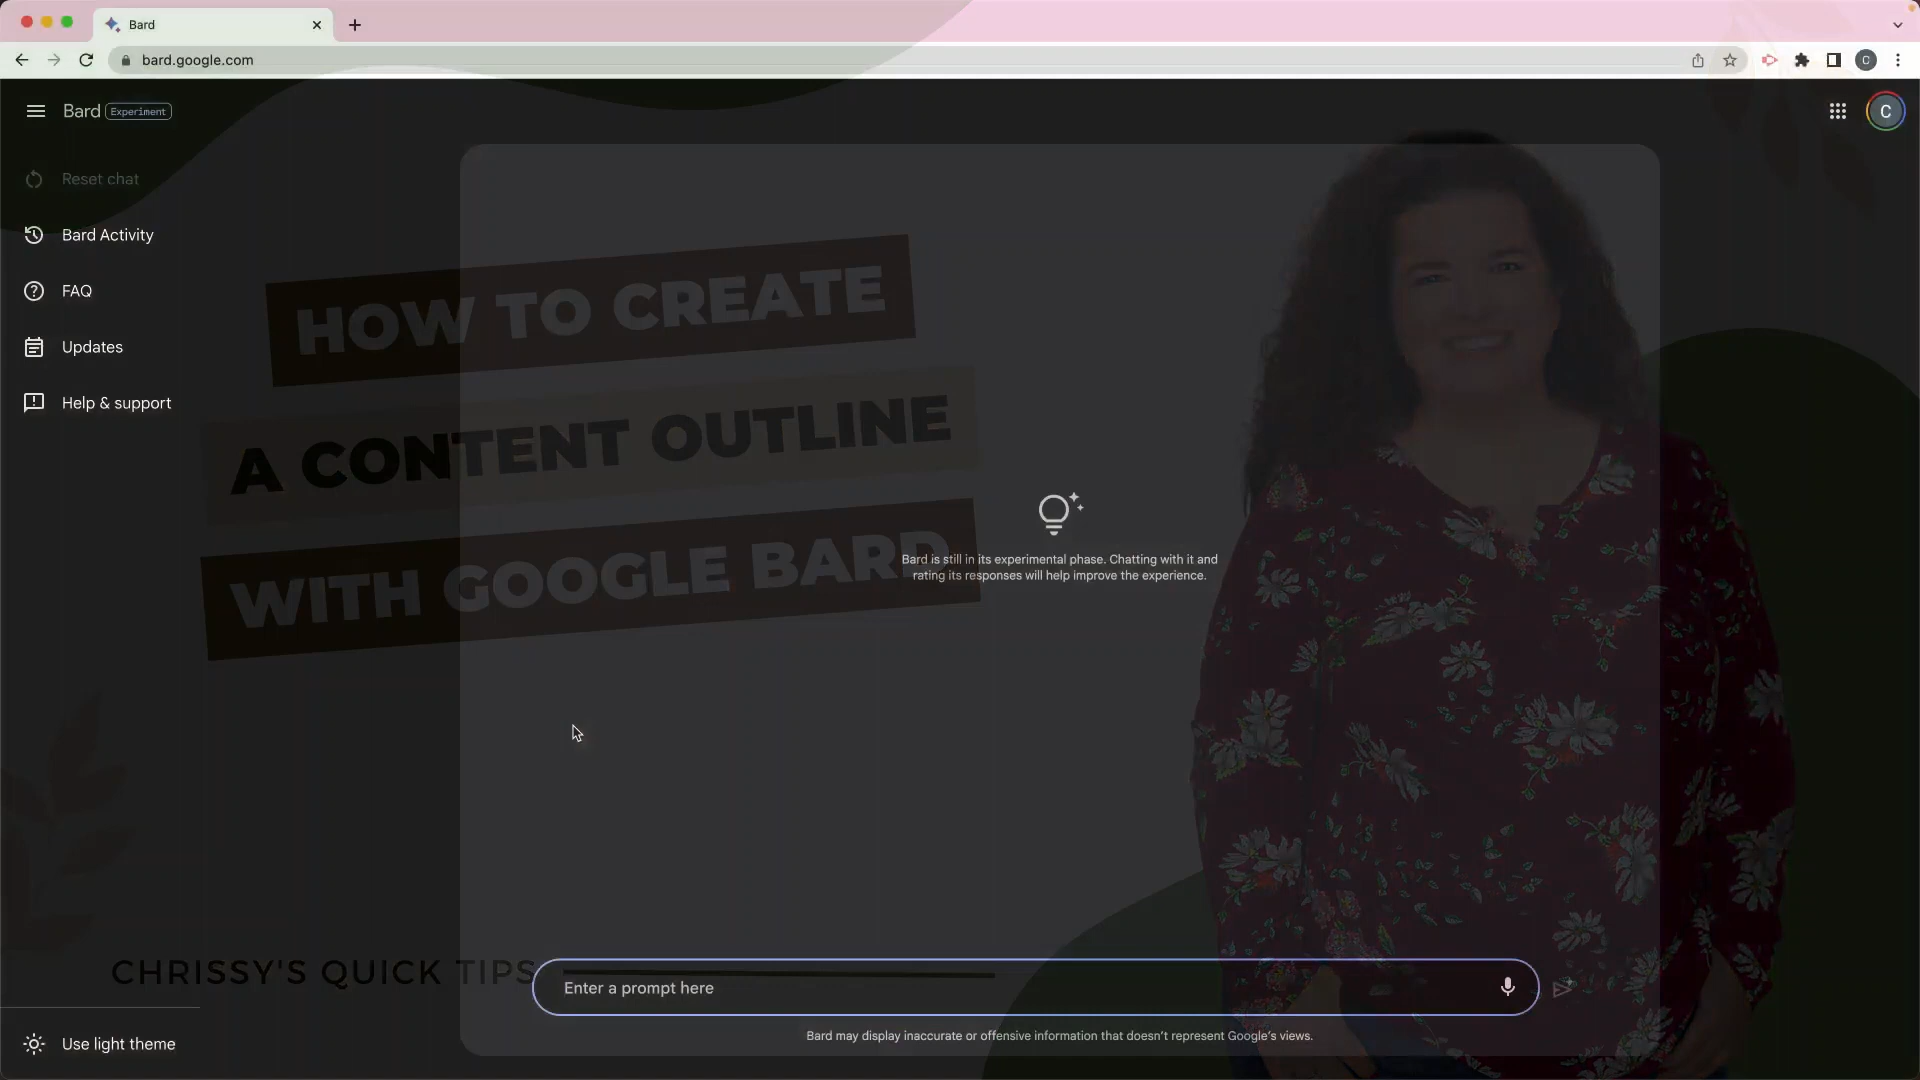 Bard
bard.google.com
C
Bard Experiment
C
Reset chat
Bard Activity
FAQ
Updates
Help & support
HOW TO CREATE
A CONTENT OUTLINE
WITH GOOGLE BARD
Bard is still in its experimental phase. Chatting with it and
rating its responses will help improve the experience.
CHRISSY'S QUICK TIPS
Enter a prompt here
Bard may display inaccurate or offensive information that doesn't represent Google's views.
Use light theme